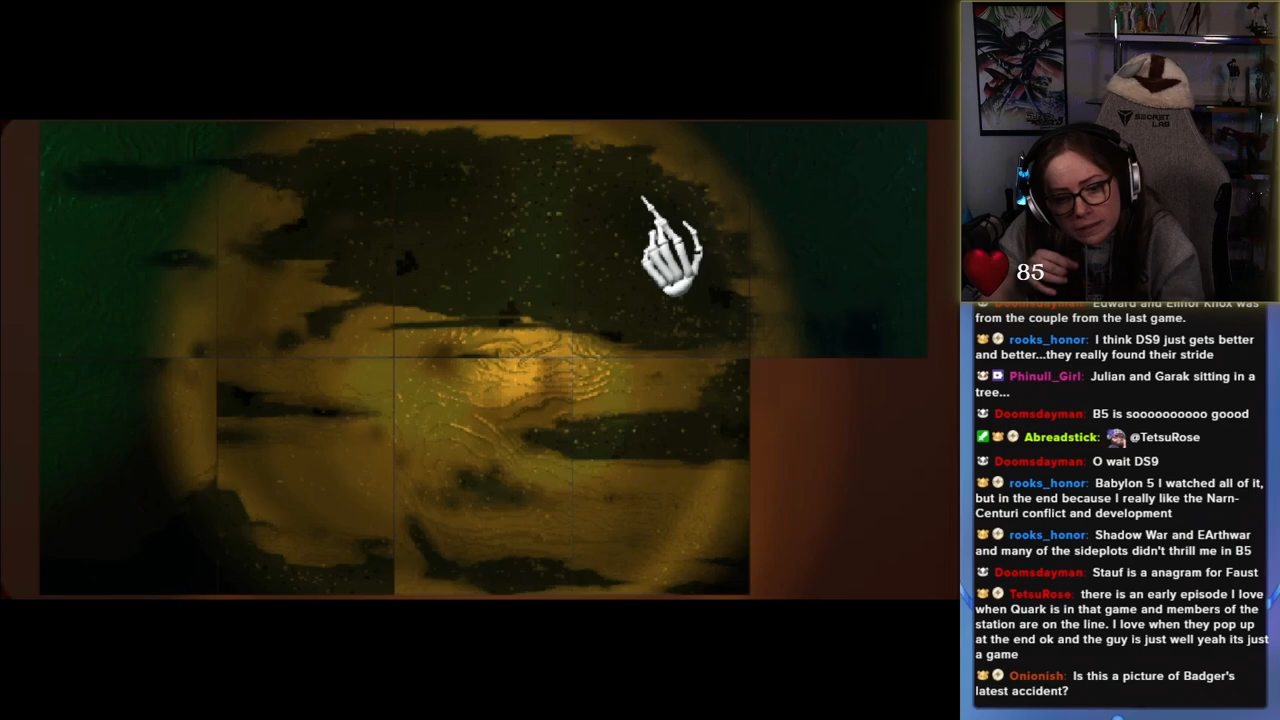 SECRET
LAB
85
Doomsdayman: Edward and Elinor Knox was
from the couple from the last game.
rooks_honor: I think DS9 just gets better
and better...they really found their stride
Phinull_Girl: Julian and Garak sitting in a
tree...
Doomsdayman: B5 is soooooooooo goood
Abreadstick: @TetsuRose
Doomsdayman: O wait DS9
rooks_honor: Babylon 5 I watched all of it,
but in the end because I really like the Narn-
Centuri conflict and development
rooks_honor: Shadow War and EArthwar
and many of the sideplots didn't thrill me in B5
Doomsdayman: Stauf is a anagram for Faust
TetsuRose: there is an early episode I love
when Quark is in that game and members of the
station are on the line. I love when they pop up
at the end ok and the guy is just well yeah its just
a game
Onionish: Is this a picture of Badger's
latest accident?